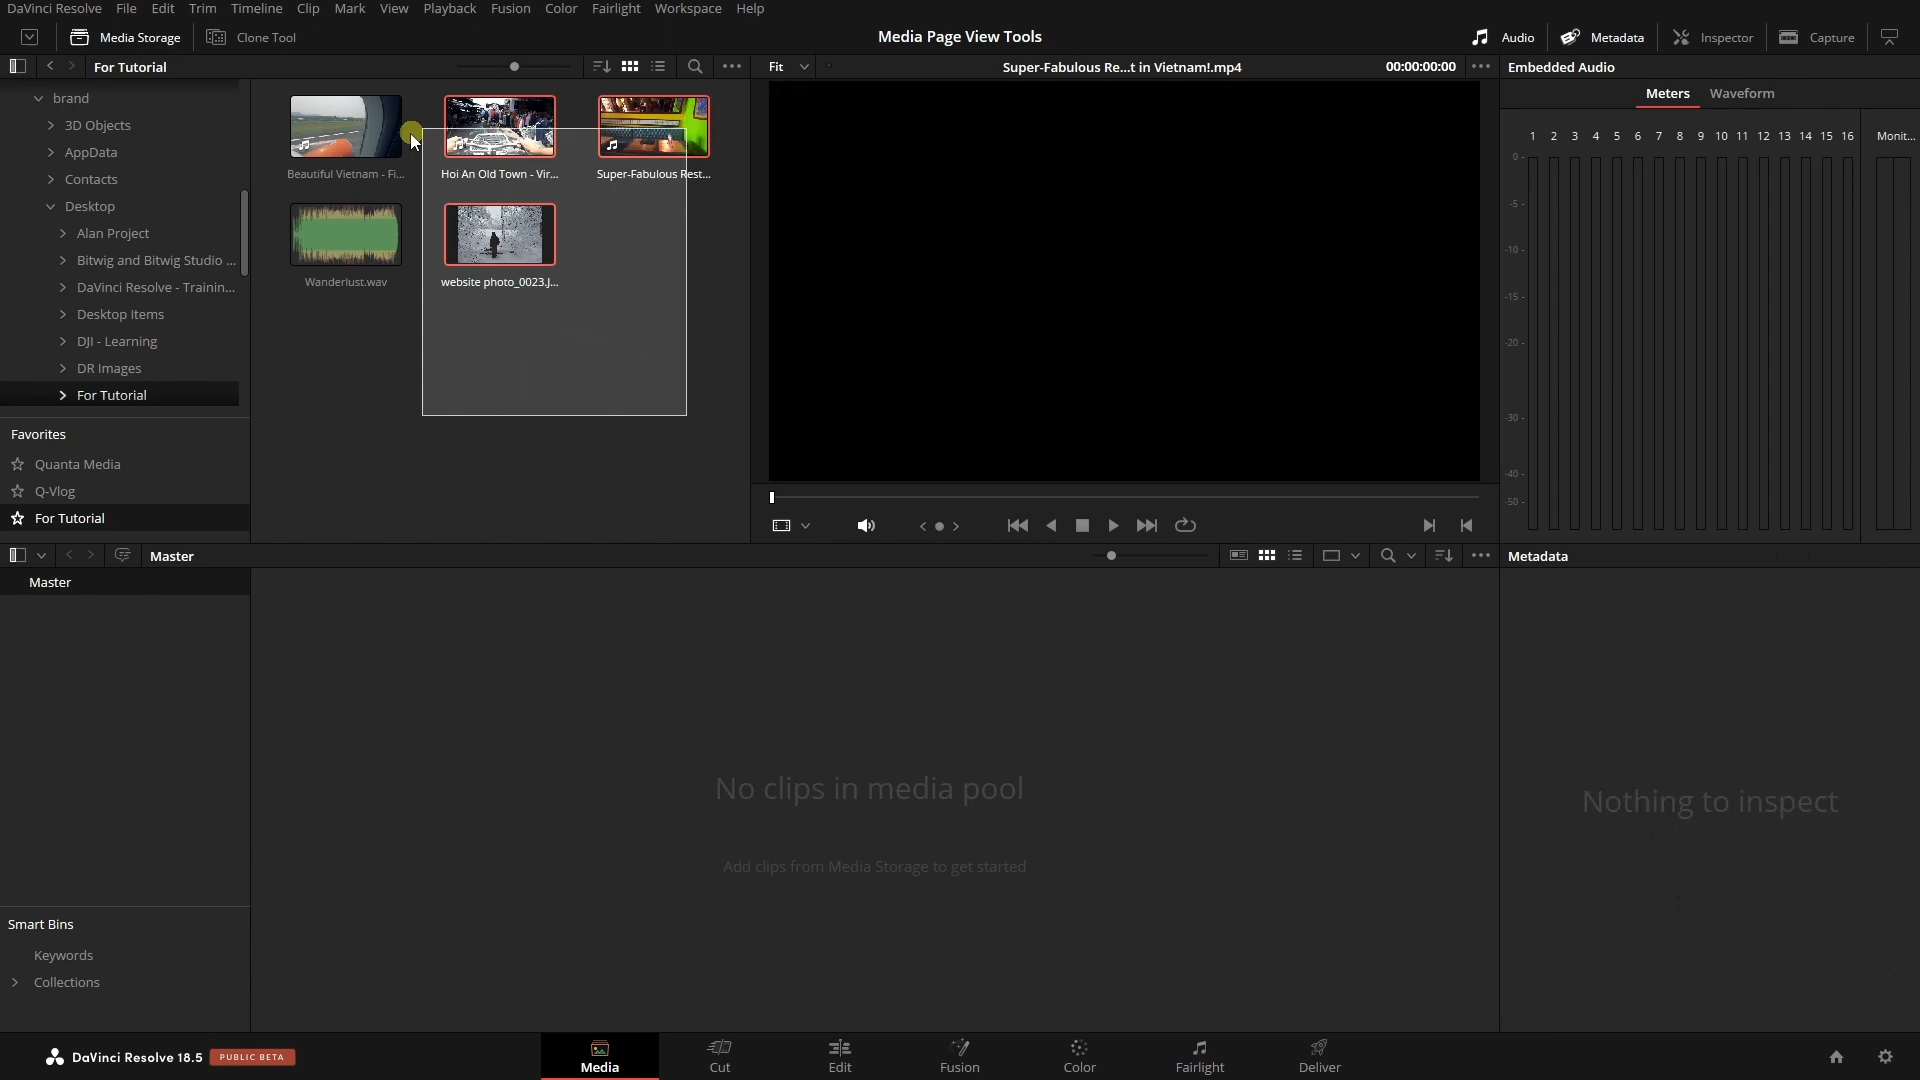 DaVinci Resolve File Edit Trim Timeline Clip Mark View Playback Fusion Color Fairlight Workspace Help
Media Storage Clone Tool Media Page View Tools Audio Metadata Inspector Capture
For Tutorial Fit Super-Fabulous Re...t in Vietnam!.mp4 00:00:00:00 Embedded Audio
Meters Waveform
1 2 3 4 5 6 7 8 9 10 11 12 13 14 15 16 Monit...
0 -
-5 -
-10 -
-15 -
-20 -
-30 -
-40 -
-50 -
brand
3D Objects
AppData
Contacts
Desktop
Alan Project
Bitwig and Bitwig Studio ...
DaVinci Resolve - Trainin...
Desktop Items
DJI - Learning
DR Images
For Tutorial
Beautiful Vietnam - Fi...
Hoi An Old Town - Vir...
Super-Fabulous Rest...
Wanderlust.wav
website photo_0023.J...
Favorites
Quanta Media
Q-Vlog
For Tutorial
Master
Metadata
Master
No clips in media pool
Add clips from Media Storage to get started
Nothing to inspect
Smart Bins
Keywords
Collections
DaVinci Resolve 18.5 PUBLIC BETA
Media Cut Edit Fusion Color Fairlight Deliver